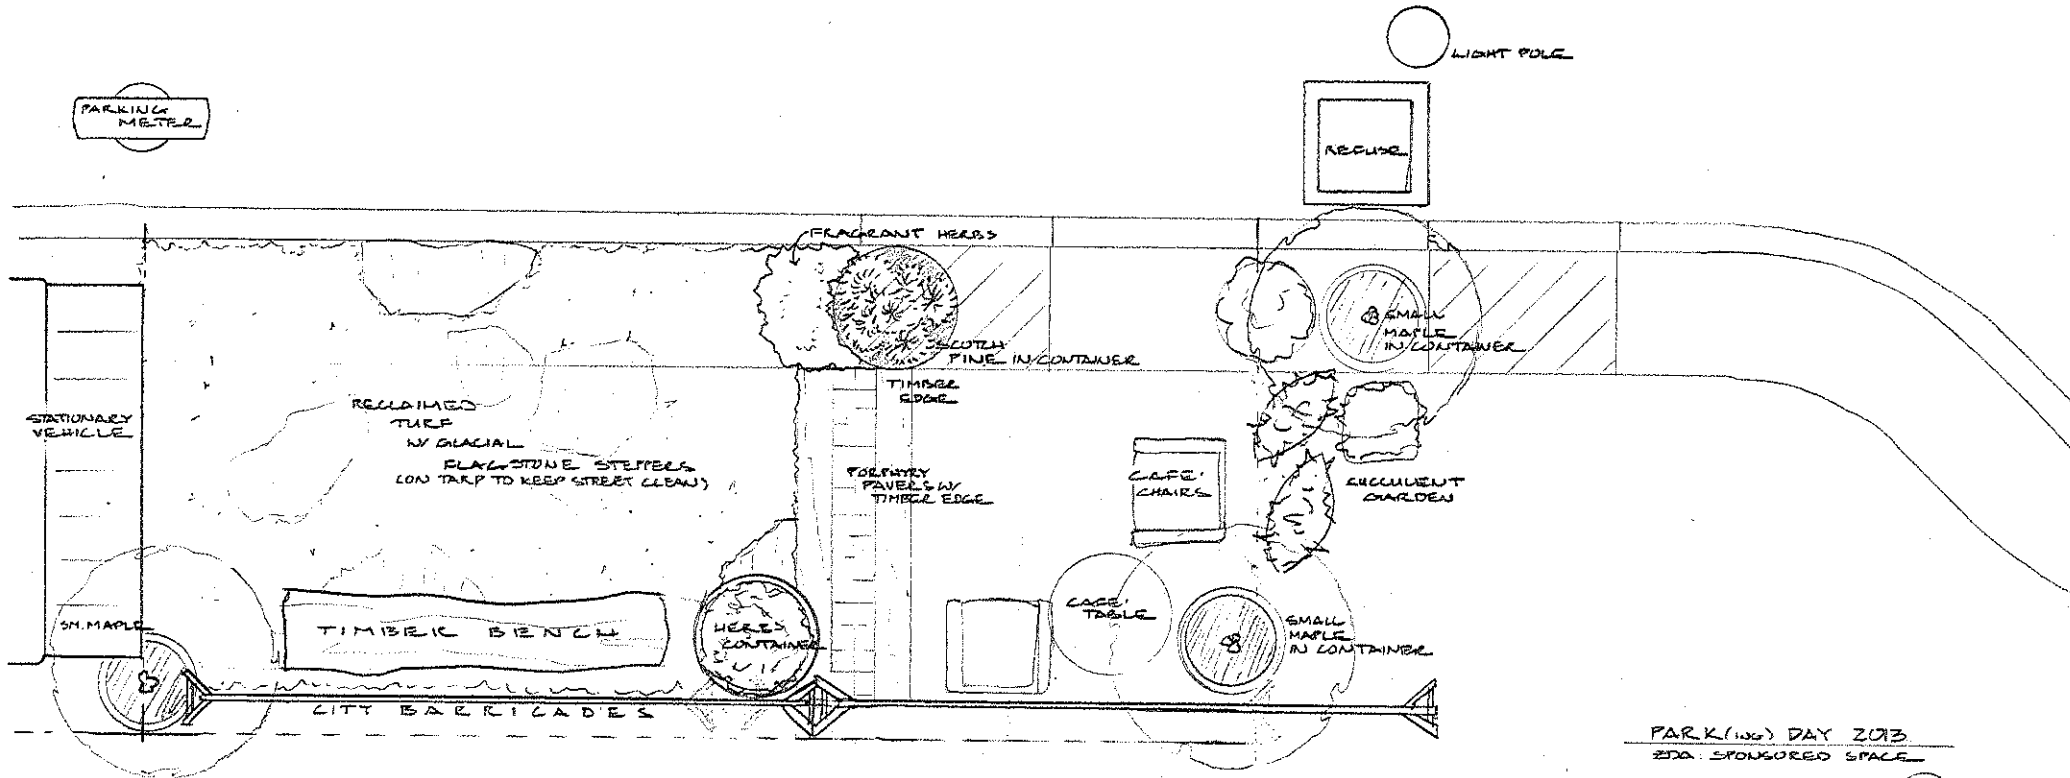 LIGHT POLE
PARKING
METER
REFUSE
FRAGRANT HERBS
SMALL
MAPLE
IN CONTAINER
SCOTCH
PINE IN CONTAINER
TIMBER
EDGE
STATIONARY
VEHICLE
RECLAIMED
TURF
W/ GLACIAL
FLAGSTONE STEPPERS
(ON TARP TO KEEP STREET CLEAN)
PORPHYRY
PAVERS W/
TIMBER EDGE
CAFE'
CHAIRS
SUCCULENT
GARDEN
SM. MAPLE
TIMBER BENCH
HERBS
CONTAINER
CAFE'
TABLE
SMALL
MAPLE
IN CONTAINER
CITY BARRICADES
PARK(ING) DAY 2013
SPONSORED SPACE